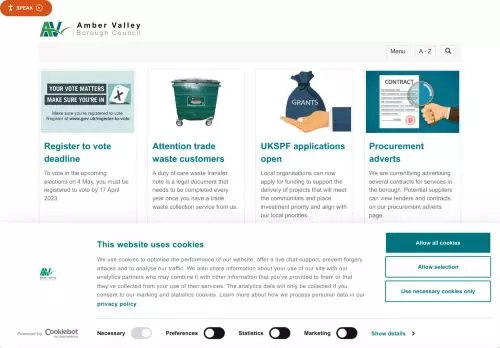 SPEAK
Amber Valley
Borough Council
Menu
A - Z
YOUR VOTE MATTERS
MAKE SURE YOU'RE IN
Make sure you're registered to vote
Register at www.gov.uk/register-to-vote
GRANTS
CONTRACT
Register to vote
deadline
To vote in the upcoming
elections on 4 May, you must be
registered to vote by 17 April
2023.
Attention trade
waste customers
A duty of care waste transfer
note is a legal document that
needs to be completed every
year once you have a trade
waste collection service from us.
UKSPF applications
open
Local organisations can now
apply for funding to support the
delivery of projects that will meet
the communities and place
investment priority and align with
our local priorities.
Procurement
adverts
We are currently advertising
several contracts for services in
the borough. Potential suppliers
can view tenders and contracts
on our procurement adverts
page.
This website uses cookies
We use cookies to optimise the performance of our website, offer a live chat-support, prevent forgery
attacks and to analyse our traffic. We also share information about your use of our site with our
analytics partners who may combine it with other information that you've provided to them or that
they've collected from your use of their services. The analytics data will only be collected if you
consent to our marking and statistics cookies. Learn more about how we process personal data in our
privacy policy
Allow all cookies
Allow selection
Use necessary cookies only
Powered by Cookiebot
by Usercentrics
Necessary
Preferences
Statistics
Marketing
Show details